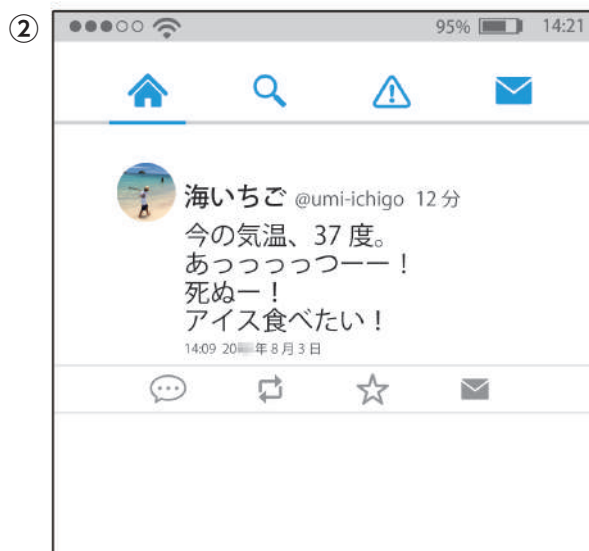 ②
95% 14:21
海いちご @umi-ichigo 12分
今の気温、37度。
あっっっっつーー！
死ぬー！
アイス食べたい！
14:09 20 年8月3日